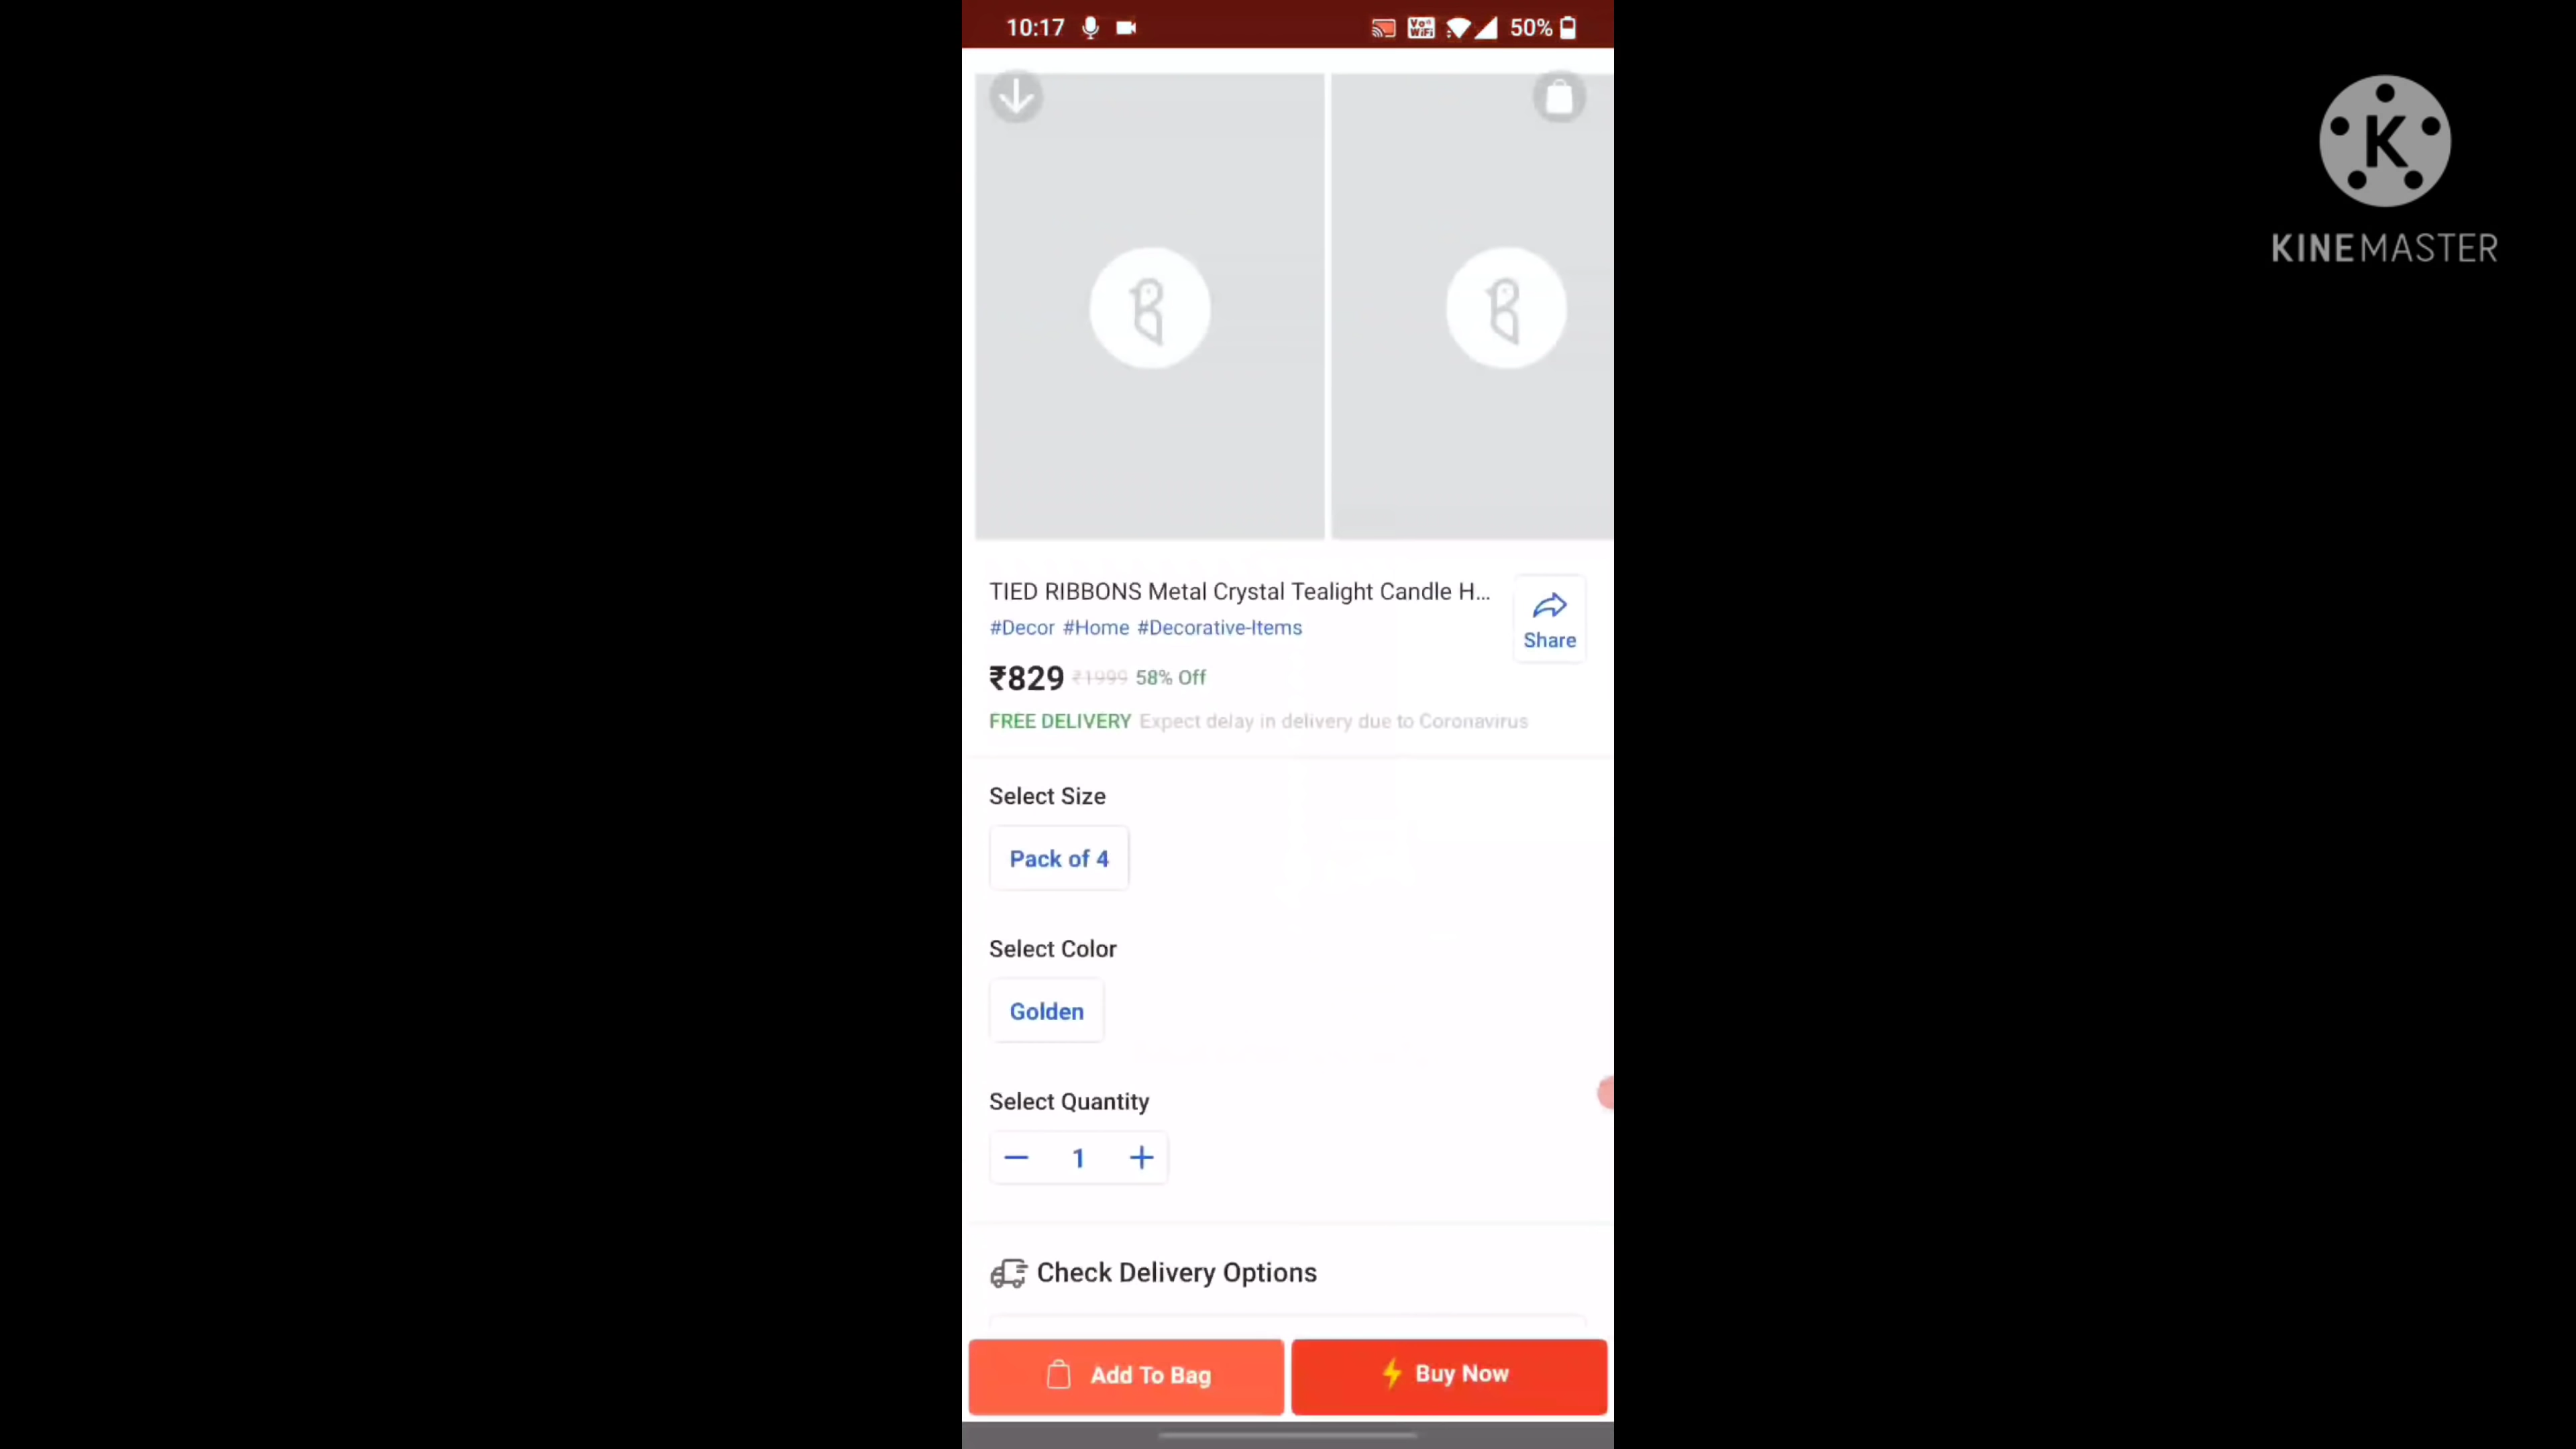 10:17
Vo WiFi
50%
K
KINEMASTER
TIED RIBBONS Metal Crystal Tealight Candle H...
#Decor #Home #Decorative-Items
Share
₹829 ₹1999 58% Off
FREE DELIVERY Expect delay in delivery due to Coronavirus
Select Size
Pack of 4
Select Color
Golden
Select Quantity
1
Check Delivery Options
Add To Bag
Buy Now